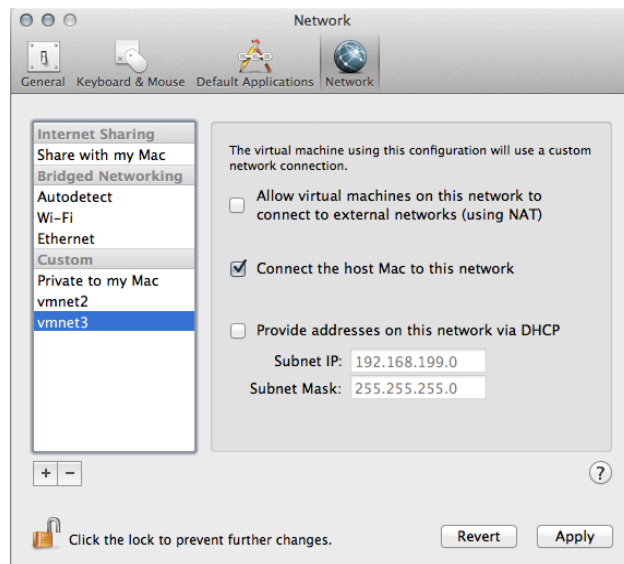 Network
General Keyboard & Mouse Default Applications Network
Internet Sharing
Share with my Mac
Bridged Networking
Autodetect
Wi-Fi
Ethernet
Custom
Private to my Mac
vmnet2
vmnet3
The virtual machine using this configuration will use a custom
network connection.
Allow virtual machines on this network to
connect to external networks (using NAT)
Connect the host Mac to this network
Provide addresses on this network via DHCP
Subnet IP: 192.168.199.0
Subnet Mask: 255.255.255.0
+ − ?
Click the lock to prevent further changes.
Revert Apply